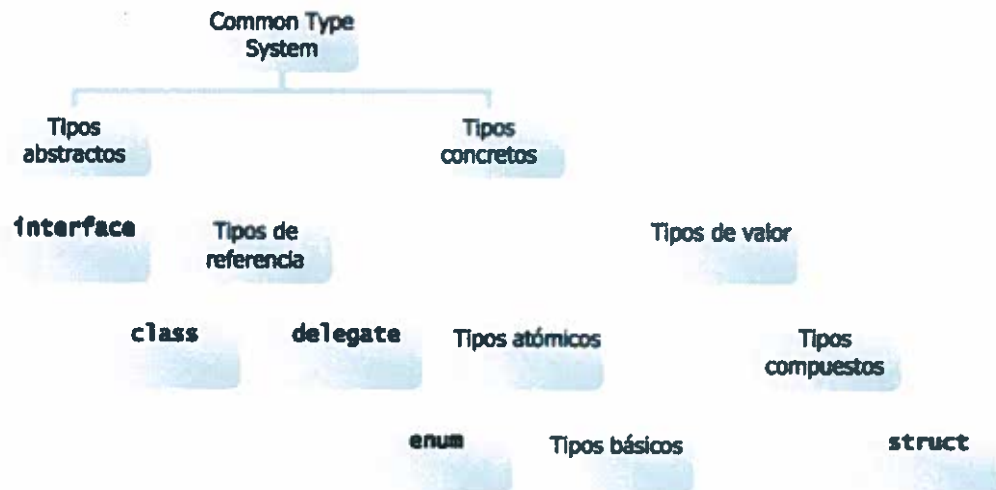 Common Type
System
Tipos
abstractos
Tipos
concretos
interface
Tipos de
referencia
Tipos de valor
class
delegate
Tipos atómicos
Tipos
compuestos
enum
Tipos básicos
struct